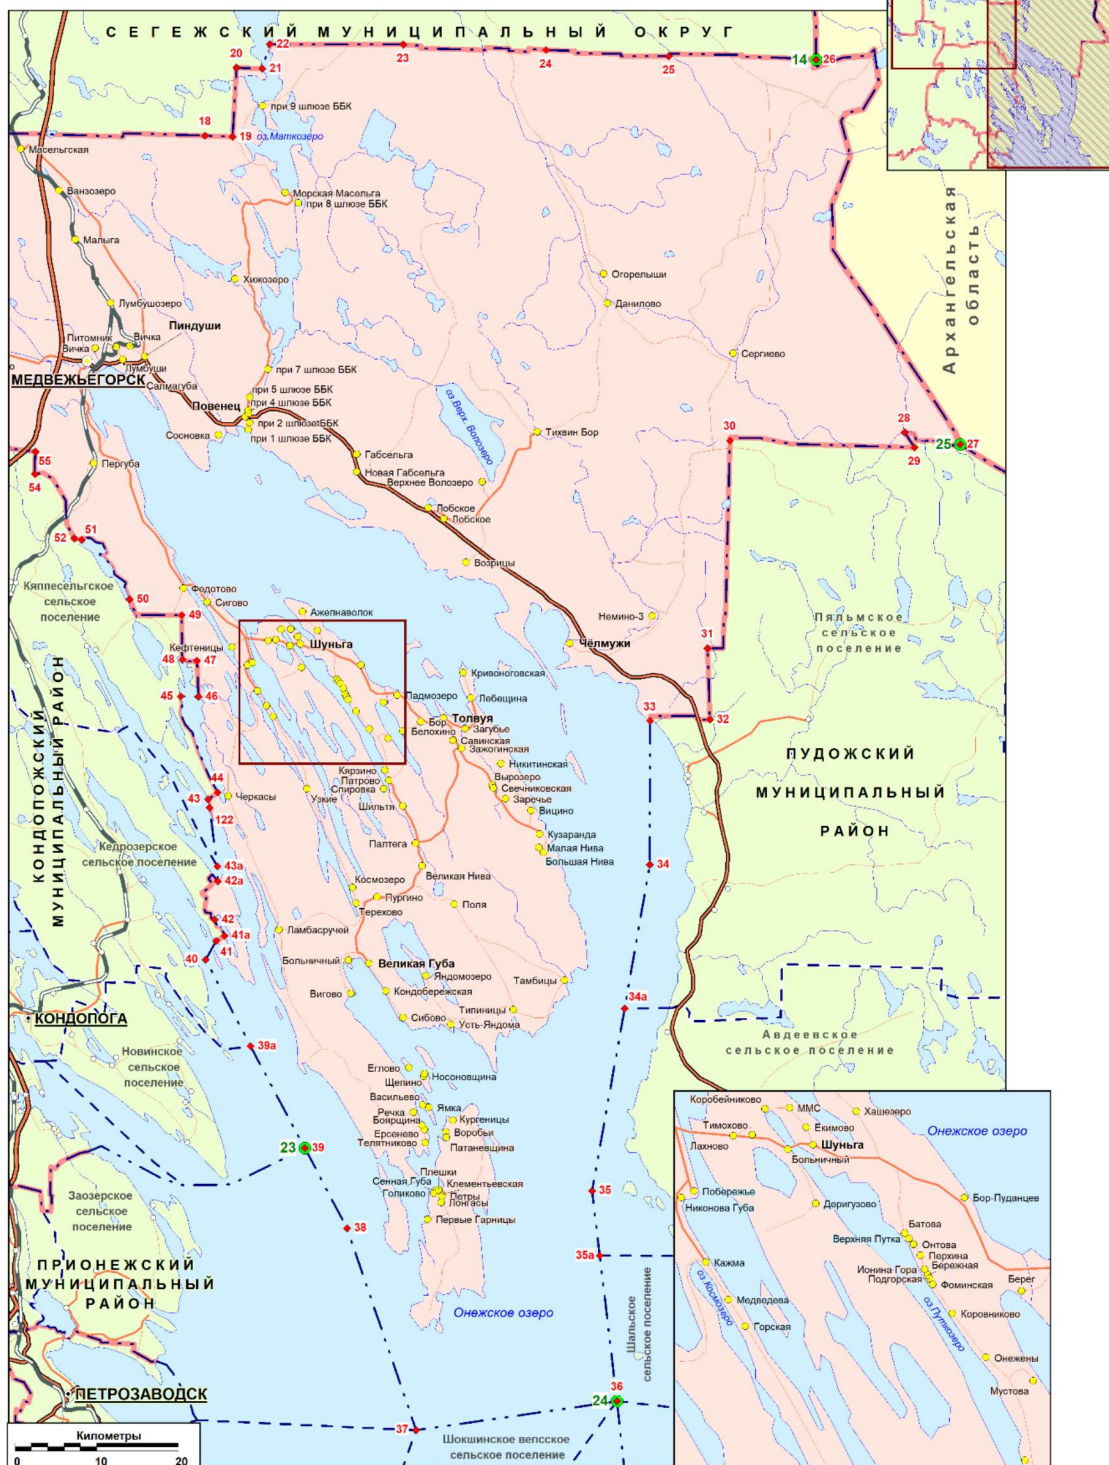 СЕГЕЖСКИЙ МУНИЦИПАЛЬНЫЙ ОКРУГ
22
20
21
23
24
25
14
26
при 9 шлюзе ББК
18
19
оз.Маткозеро
Масельгская
Ванзозеро
Морская Масельга
при 8 шлюзе ББК
Малыга
Архангельская
область
Хижозеро
Огорелыши
Данилово
Лумбушозеро
Пиндуши
Питомник
Вичка
Вичка
Лумбуши
МЕДВЕЖЬЕГОРСК
Салмагуба
Сергиево
при 7 шлюзе ББК
при 5 шлюзе ББК
при 4 шлюзе ББК
Повенец
при 2 шлюзе ББК
при 1 шлюзе ББК
Сосновка
оз.Верх. Волозеро
Тихвин Бор
28
30
29
25
27
55
54
Пергуба
Габсельга
Новая Габсельга
Верхнее Волозеро
Лобское
Лобское
52
51
Возрицы
Кяппесельгское
сельское
поселение
50
Федотово
Сигово
49
Ажепнаволок
Немино-3
Пяльмское
сельское
поселение
Шуньга
Чёлмужи
31
Кефтеницы
48
47
45
46
Кривоноговская
Падмозеро
Лебещина
33
32
Бор
Толвуя
Загубье
Белохино
Савинская
Зажогинская
КОНДОПОЖСКИЙ
МУНИЦИПАЛЬНЫЙ РАЙОН
ПУДОЖСКИЙ
МУНИЦИПАЛЬНЫЙ
РАЙОН
Никитинская
Кярзино
Патрово
Спировка
Вырозеро
Свечниковская
Заречье
44
43
Черкасы
Узкие
122
Шильтя
Вицино
Кузаранда
Палтега
Малая Нива
Большая Нива
Кедрозерское
сельское поселение
43а
42а
34
Великая Нива
Космозеро
Пургино
Терехово
Поля
42
41а
41
40
Ламбасручей
Больничный
Великая Губа
Яндомозеро
Тамбицы
Вигово
Кондобережская
КОНДОПОГА
Сибово
Типиницы
Усть-Яндома
34а
39а
Новинское
сельское
поселение
Авдеевское
сельское поселение
Еглово
Носоновщина
Щепино
Васильево
Речка
Ямка
Боярщина
Кургеницы
Ерсенево
Воробьи
Телятниково
Патаневщина
23
39
Плешки
Сенная Губа
Клементьевская
Голиково
Петры
Лонгасы
Первые Гарницы
35
Заозерское
сельское
поселение
38
35а
ПРИОНЕЖСКИЙ
МУНИЦИПАЛЬНЫЙ
РАЙОН
Онежское озеро
Шальское
сельское поселение
ПЕТРОЗАВОДСК
36
24
37
Шокшинское вепсское
сельское поселение
Километры
0 10 20
Коробейниково
ММС
Хашезеро
Тимохово
Екимово
Онежское озеро
Лахново
Шуньга
Больничный
Побережье
Никонова Губа
Деригузово
Бор-Пуданцев
Батова
Верхняя Путка
Онтова
Перхина
Кажма
Бережная
Ионина Гора
Подгорская
Фоминская
Берег
оз.Космозеро
Медведева
Горская
оз.Путкозеро
Коровниково
Онежены
Мустова